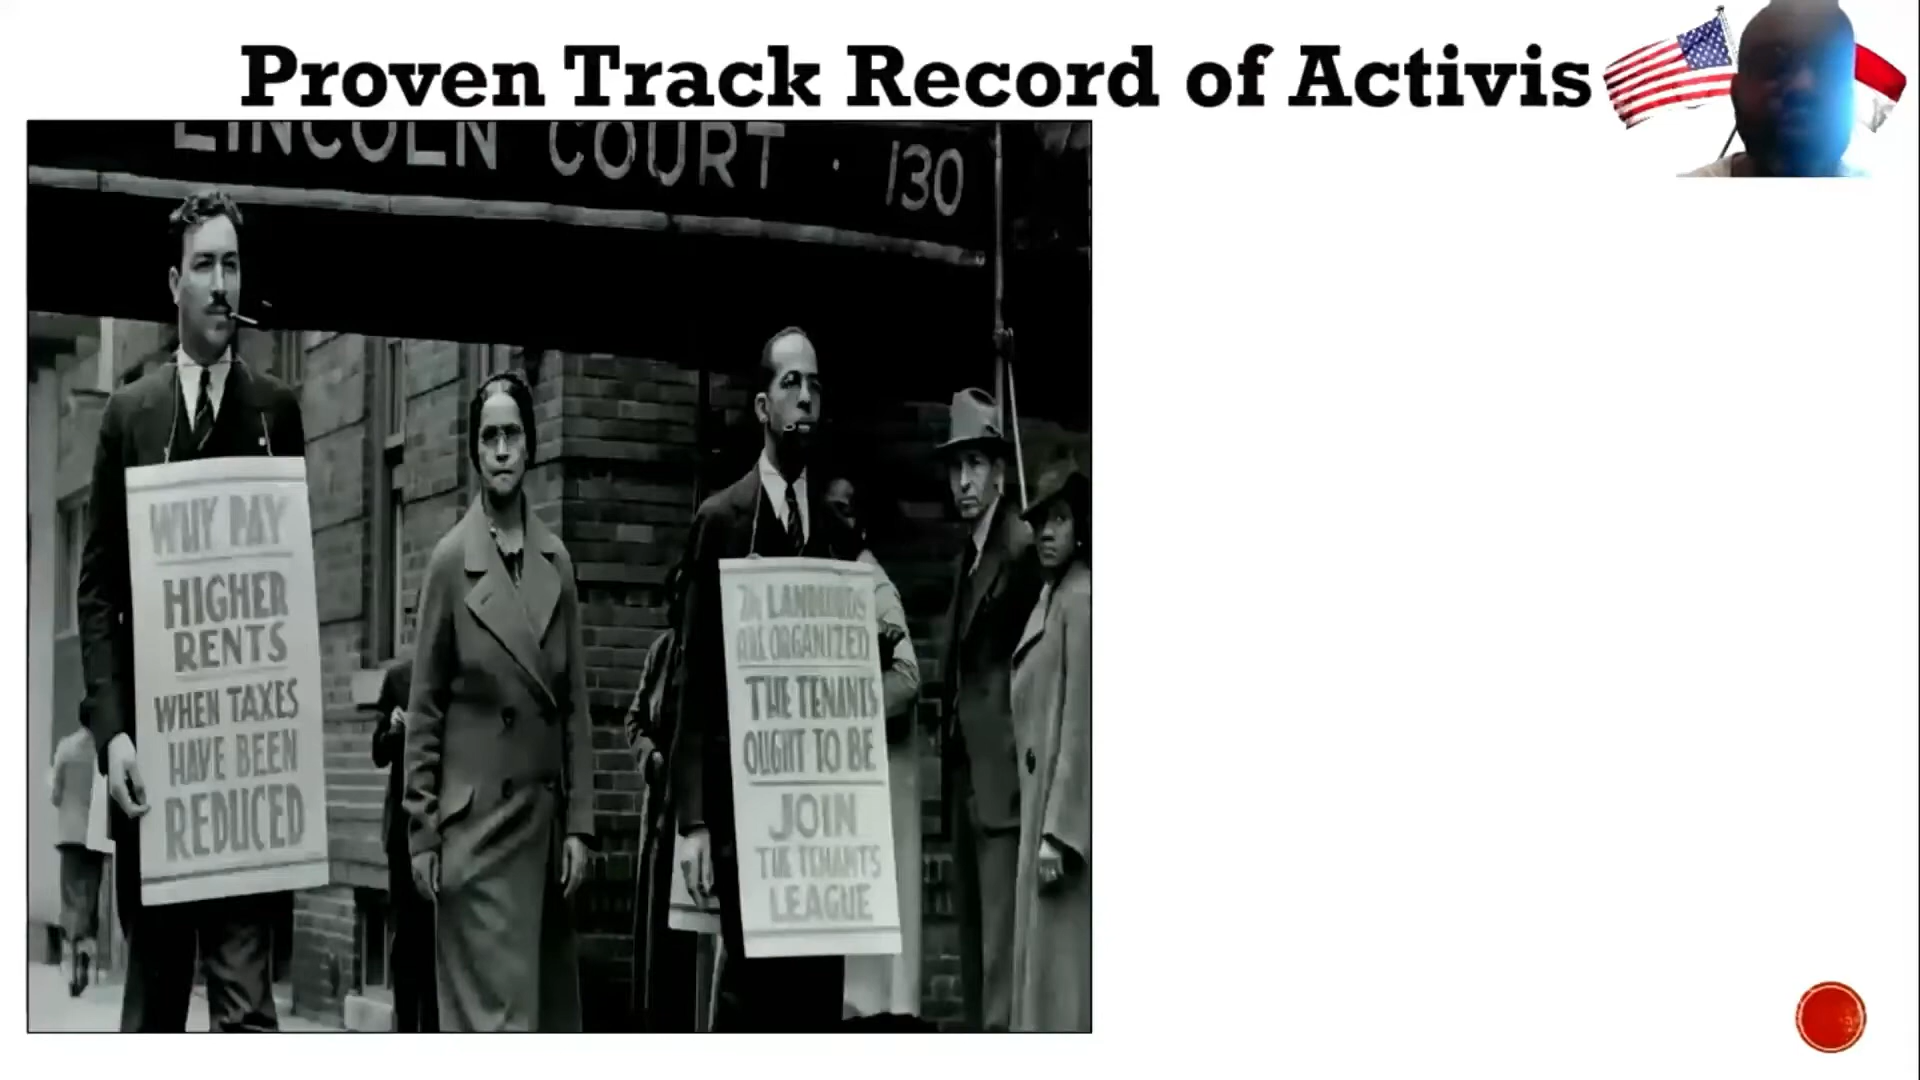 Proven Track Record of Activis
LINCOLN COURT · 130
WHY PAY
HIGHER
RENTS
WHEN TAXES
HAVE BEEN
REDUCED
LANDLORDS
ARE ORGANIZED
THE TENANTS
OUGHT TO BE
JOIN
THE TENANTS
LEAGUE